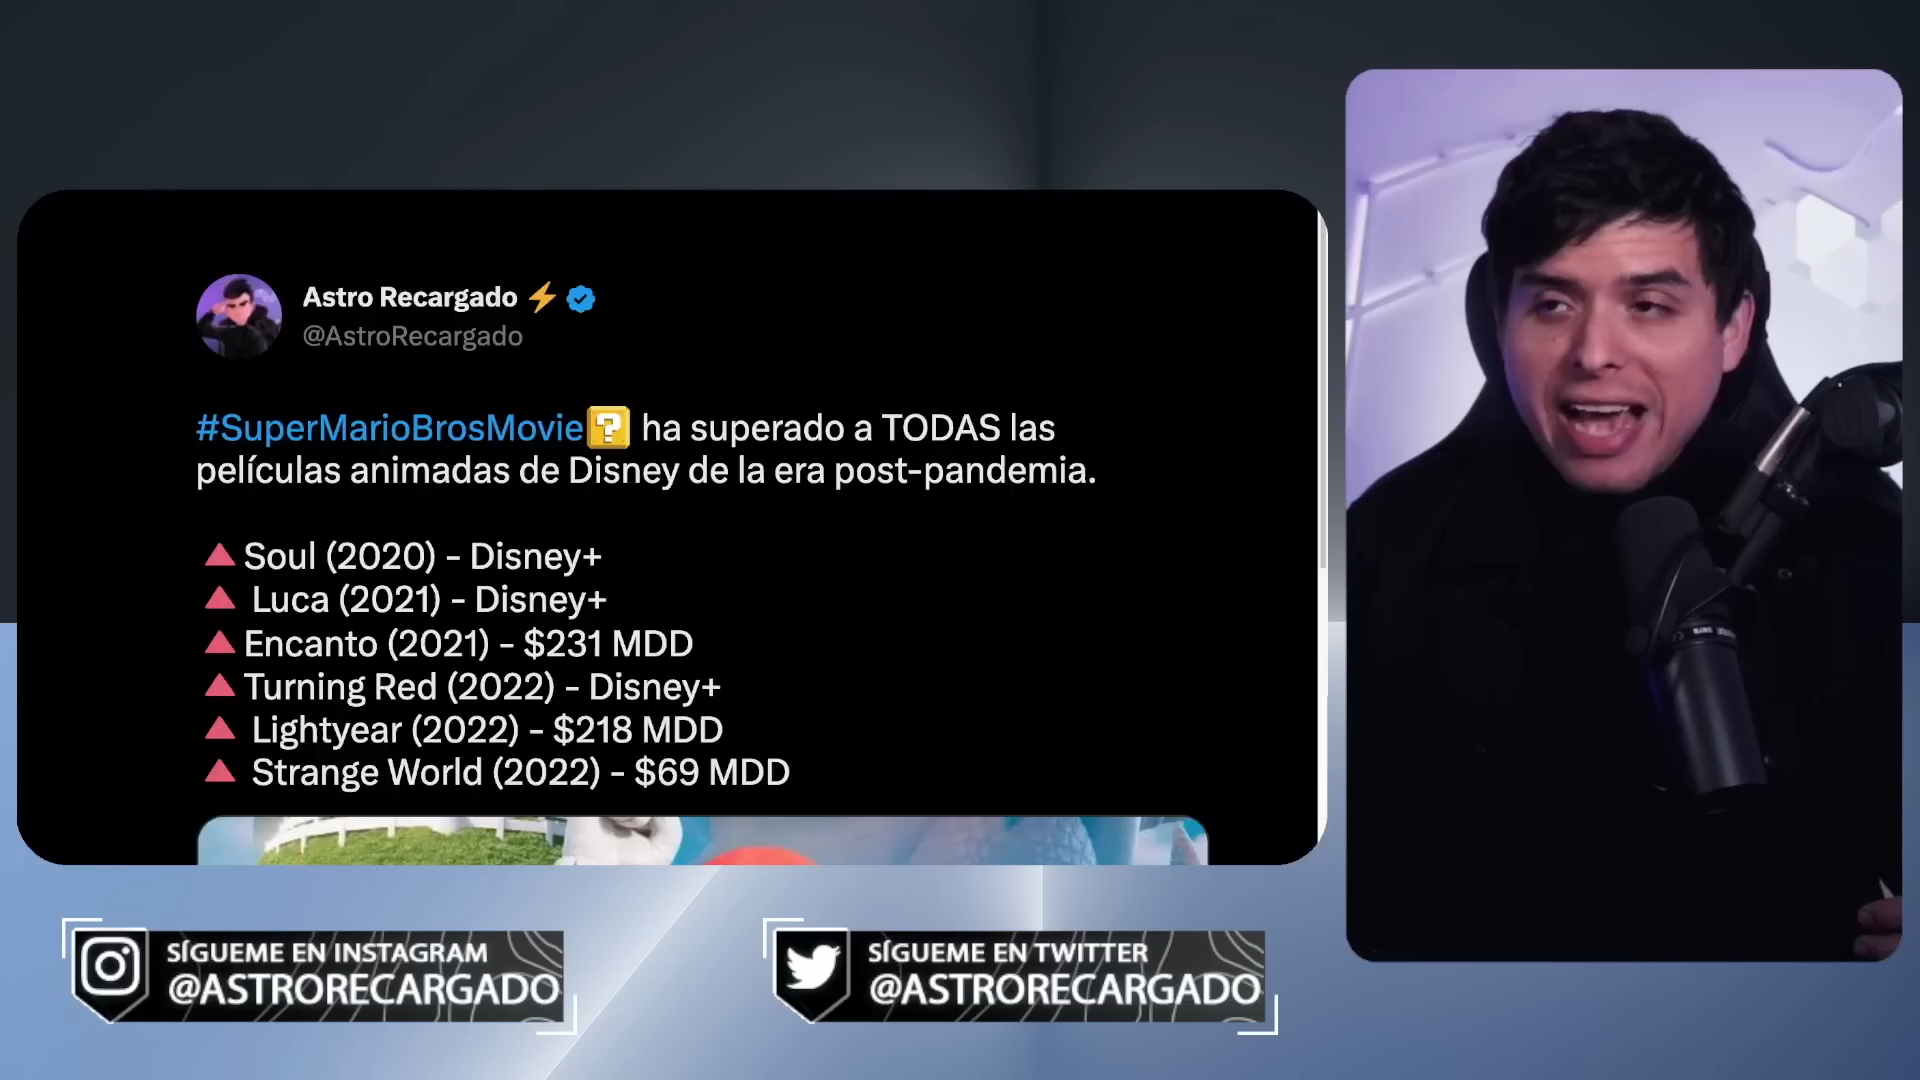 Astro Recargado
@AstroRecargado
#SuperMarioBrosMovie ha superado a TODAS las
películas animadas de Disney de la era post-pandemia.
Soul (2020) - Disney+
Luca (2021) - Disney+
Encanto (2021) - $231 MDD
Turning Red (2022) - Disney+
Lightyear (2022) - $218 MDD
Strange World (2022) - $69 MDD
SÍGUEME EN INSTAGRAM
@ASTRORECARGADO
SÍGUEME EN TWITTER
@ASTRORECARGADO